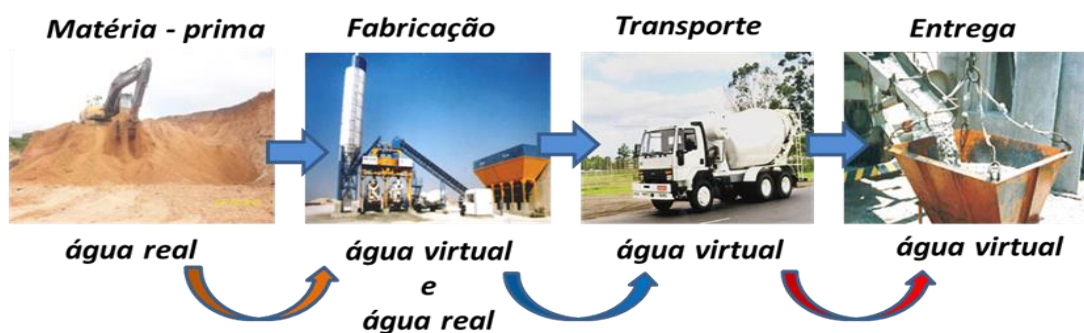 Matéria - prima
Fabricação
Transporte
Entrega
água real
água virtual
e
água real
água virtual
água virtual